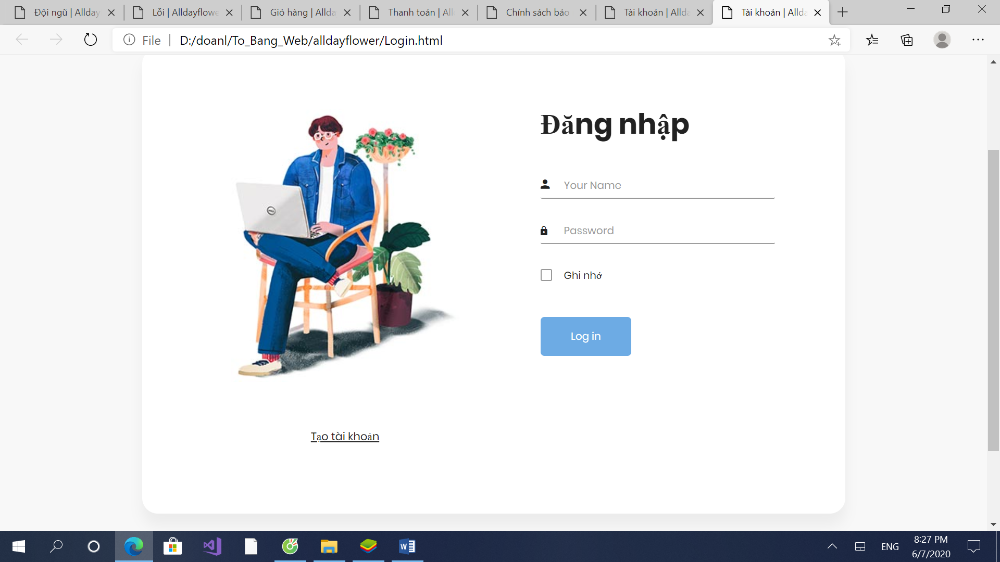 Đội ngũ | Allday
Lỗi | Alldayflowe
Giỏ hàng | Allda
Thanh toán | All
Chính sách bảo
Tài khoản | Allda
Tài khoản | Allda
File
D:/doanl/To_Bang_Web/alldayflower/Login.html
Đăng nhập
Your Name
Password
Ghi nhớ
Log in
Tạo tài khoản
ENG
8:27 PM
6/7/2020